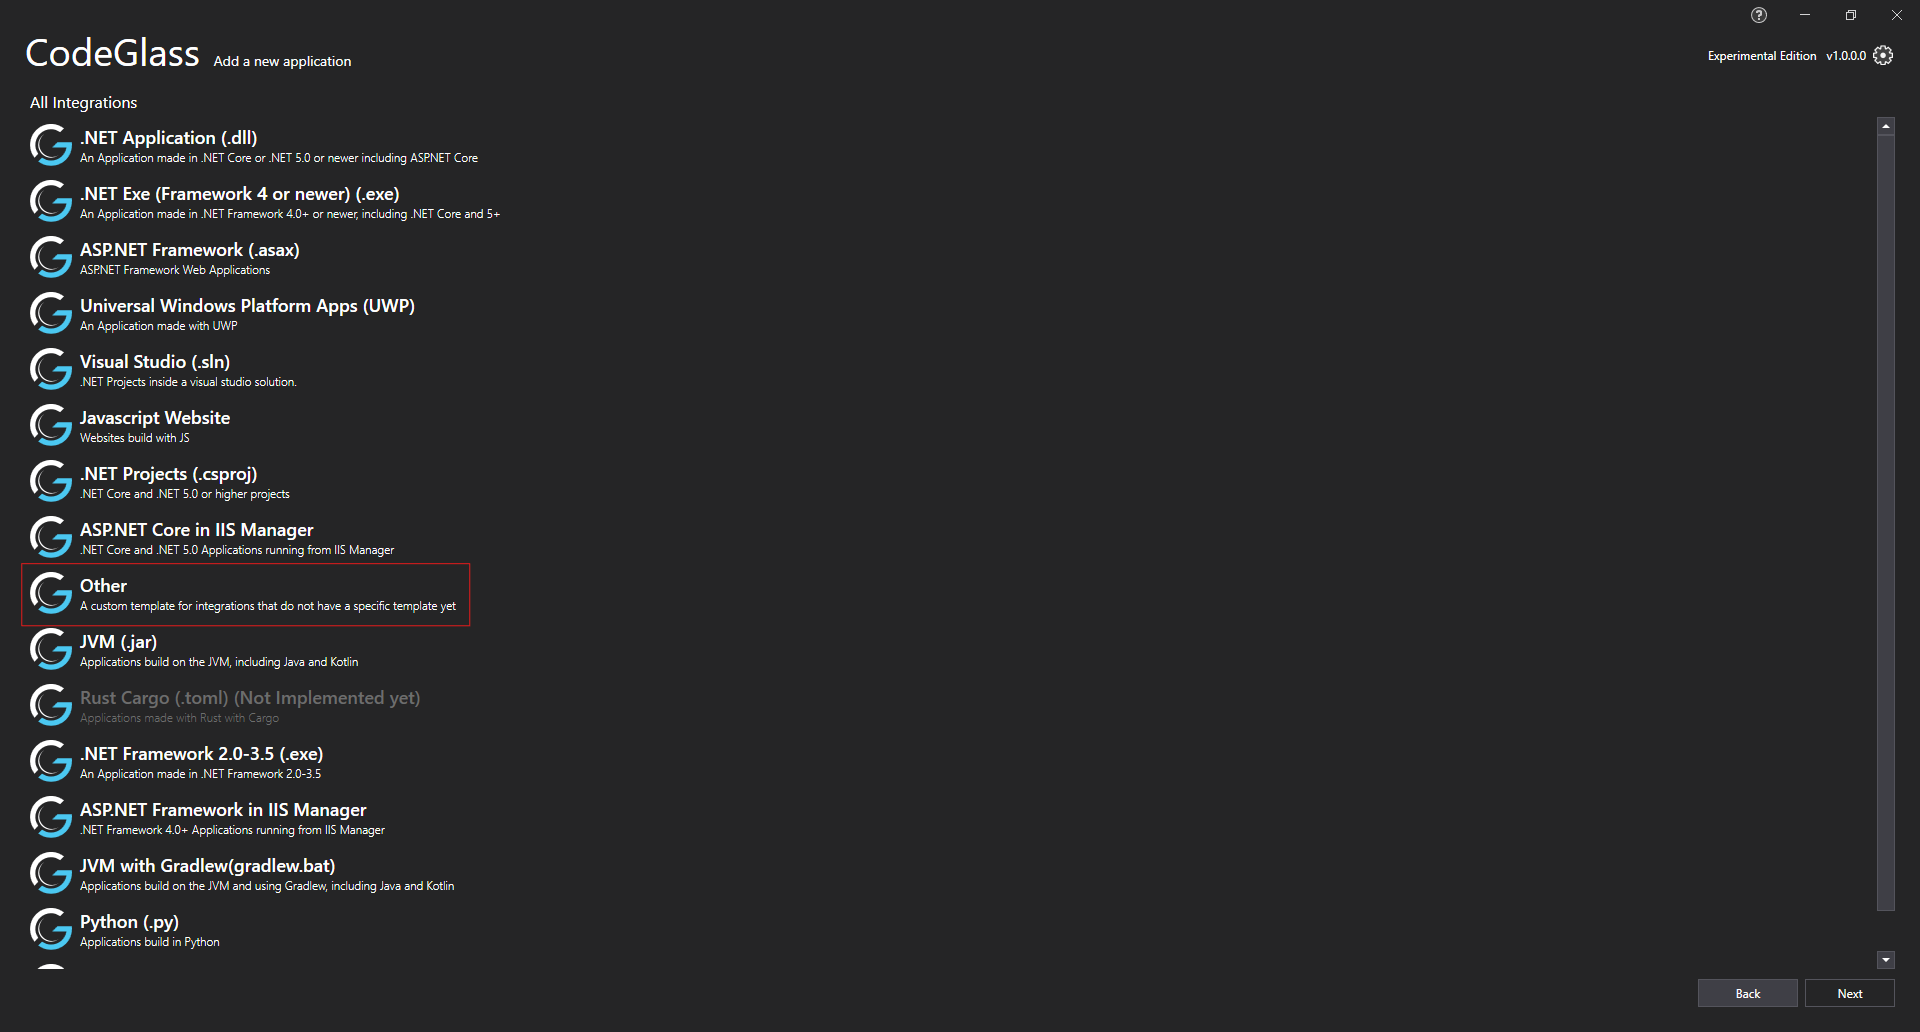 CodeGlass Add a new application
Experimental Edition v1.0.0.0
All Integrations
.NET Application (.dll)
An Application made in .NET Core or .NET 5.0 or newer including ASP.NET Core
.NET Exe (Framework 4 or newer) (.exe)
An Application made in .NET Framework 4.0+ or newer, including .NET Core and 5+
ASP.NET Framework (.asax)
ASP.NET Framework Web Applications
Universal Windows Platform Apps (UWP)
An Application made with UWP
Visual Studio (.sln)
.NET Projects inside a visual studio solution.
Javascript Website
Websites build with JS
.NET Projects (.csproj)
.NET Core and .NET 5.0 or higher projects
ASP.NET Core in IIS Manager
.NET Core and .NET 5.0 Applications running from IIS Manager
Other
A custom template for integrations that do not have a specific template yet
JVM (.jar)
Applications build on the JVM, including Java and Kotlin
Rust Cargo (.toml) (Not Implemented yet)
Applications made with Rust with Cargo
.NET Framework 2.0-3.5 (.exe)
An Application made in .NET Framework 2.0-3.5
ASP.NET Framework in IIS Manager
.NET Framework 4.0+ Applications running from IIS Manager
JVM with Gradlew(gradlew.bat)
Applications build on the JVM and using Gradlew, including Java and Kotlin
Python (.py)
Applications build in Python
Back
Next